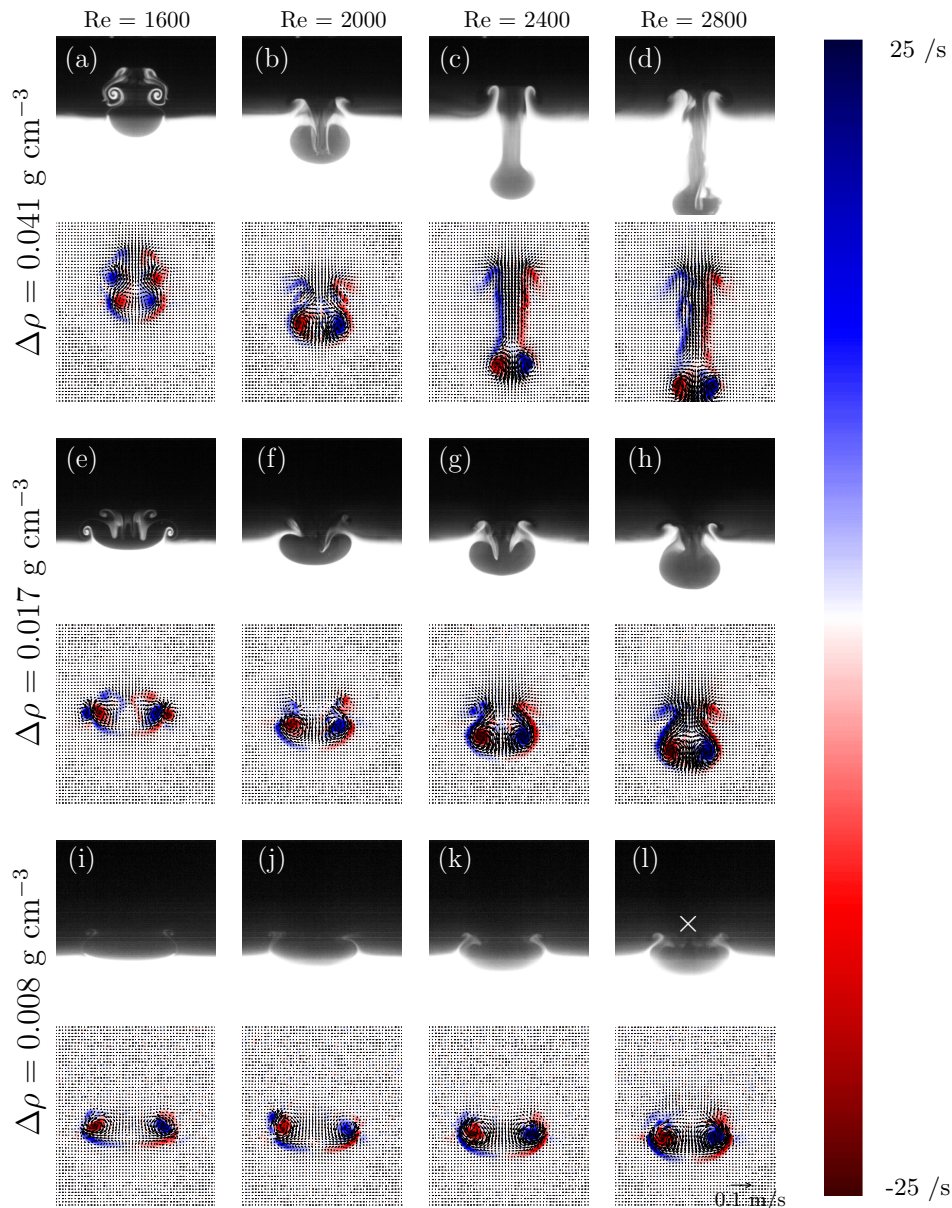 Re = 1600
Re = 2000
Re = 2400
Re = 2800
25 /s
Δρ = 0.041 g cm⁻³
(a)
(b)
(c)
(d)
Δρ = 0.017 g cm⁻³
(e)
(f)
(g)
(h)
Δρ = 0.008 g cm⁻³
(i)
(j)
(k)
(l)
×
0.1 m/s
-25 /s